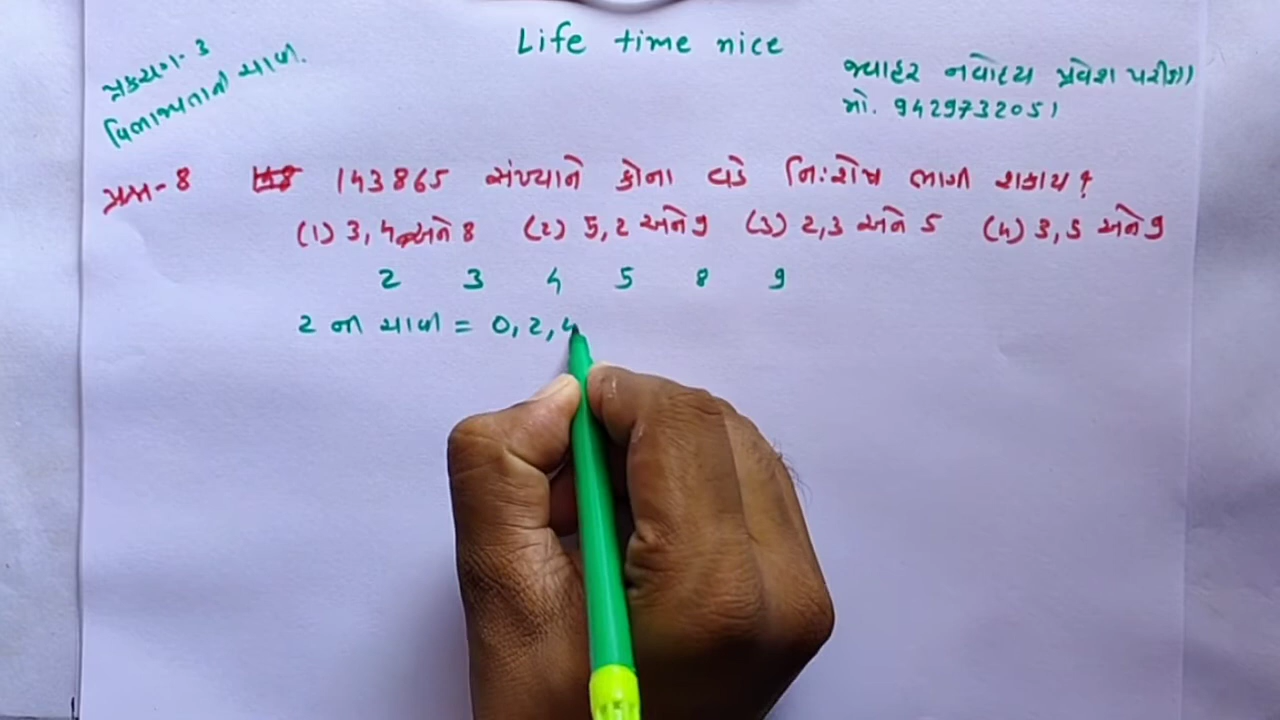 Life time nice
પ્રકરણ-3
વિભાજ્યતાની ચાવી.
જવાહર નવોદય પ્રવેશ પરીક્ષા
મો. 9429732051
પ્રશ્ન-8 143865 સંખ્યાને કોના વડે નિઃશેષ ભાગી શકાય?
(1) 3, 4 અને 8 (2) 5, 2 અને 9 (3) 2, 3 અને 5 (4) 3, 5 અને 9
2 3 4 5 8 9
2 ની ચાવી = 0, 2, 4